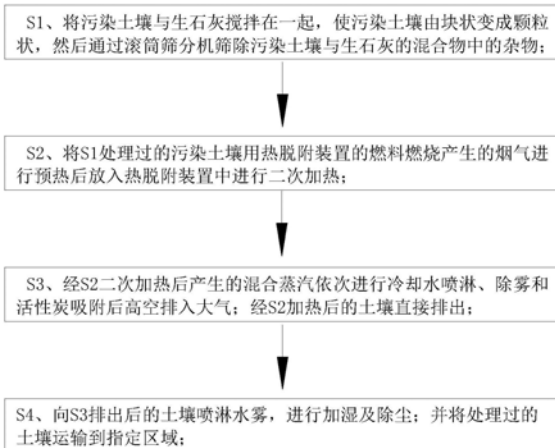 S1、将污染土壤与生石灰搅拌在一起，使污染土壤由块状变成颗粒
状，然后通过滚筒筛分机筛除污染土壤与生石灰的混合物中的杂物；
S2、将S1处理过的污染土壤用热脱附装置的燃料燃烧产生的烟气进
行预热后放入热脱附装置中进行二次加热；
S3、经S2二次加热后产生的混合蒸汽依次进行冷却水喷淋、除雾和
活性炭吸附后高空排入大气；经S2加热后的土壤直接排出；
S4、向S3排出后的土壤喷淋水雾，进行加湿及除尘；并将处理过的
土壤运输到指定区域；